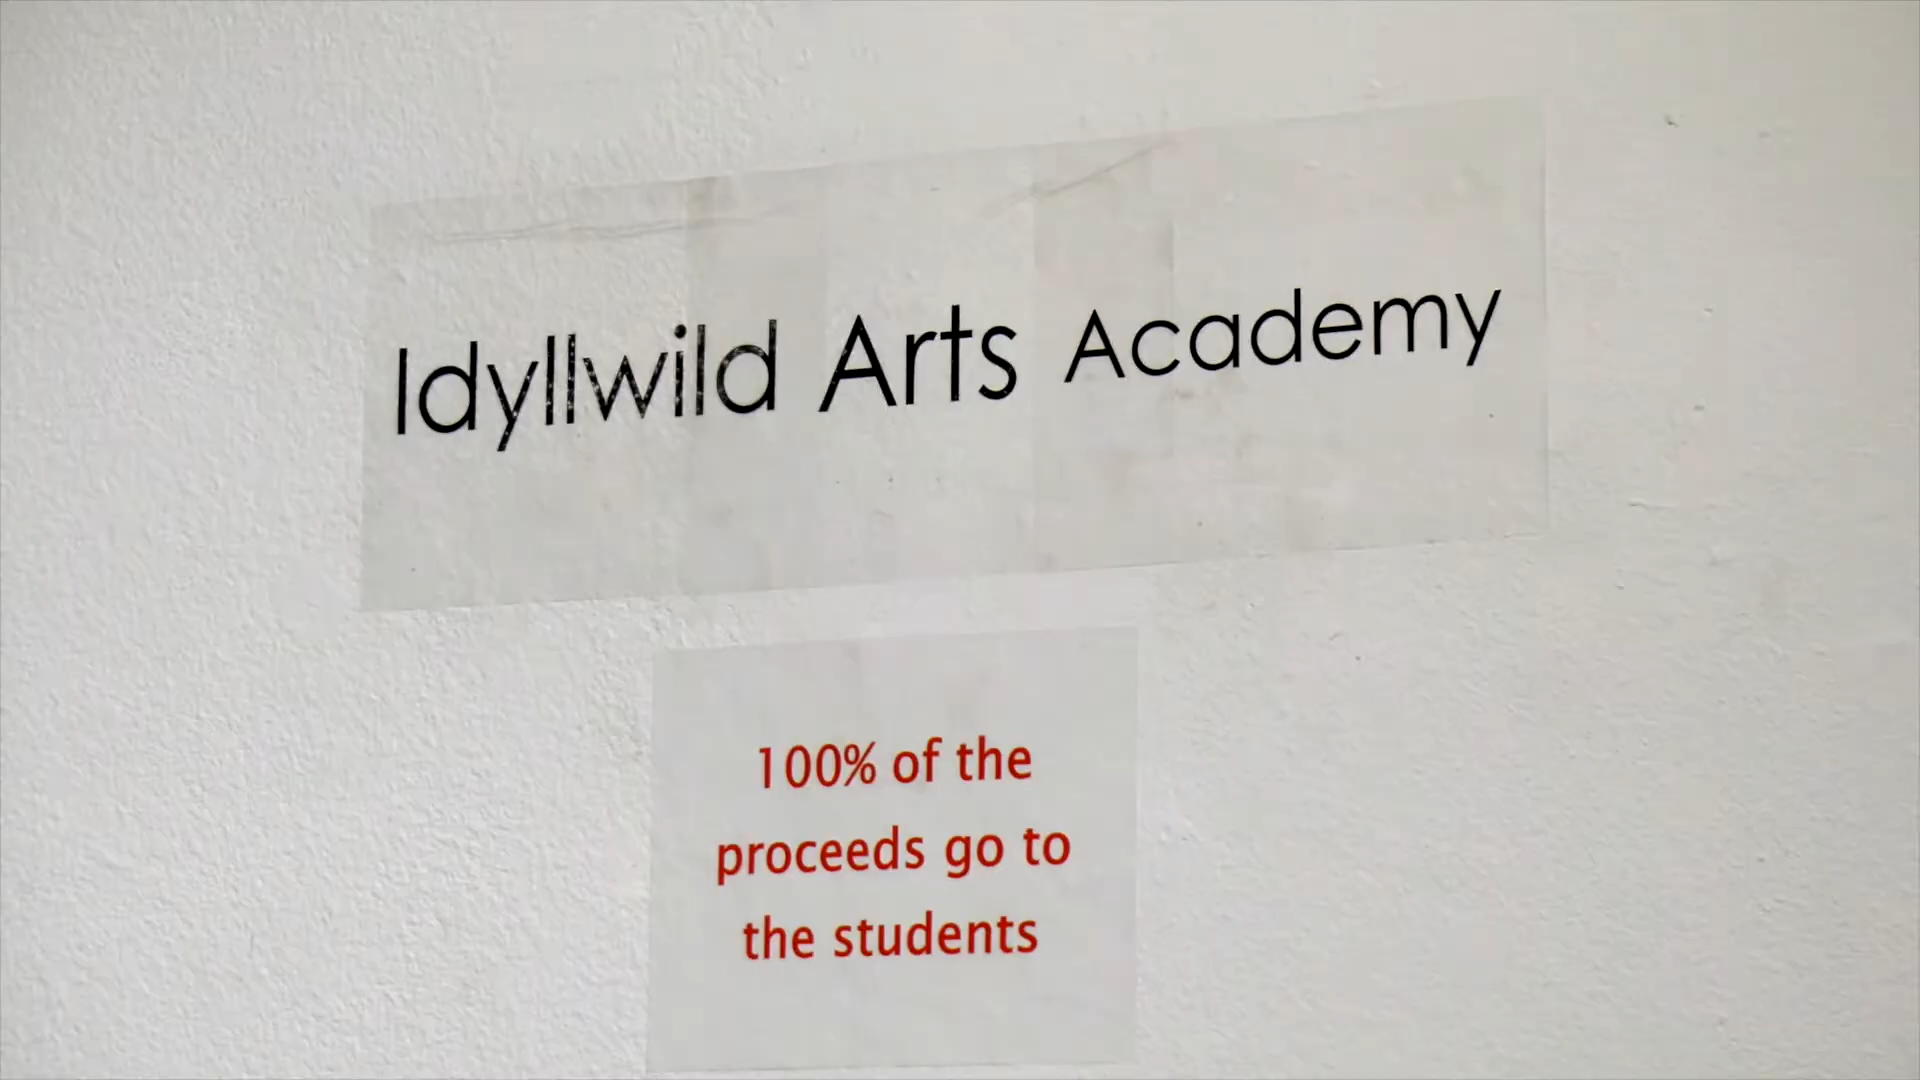 Idyllwild Arts Academy
100% of the
proceeds go to
the students